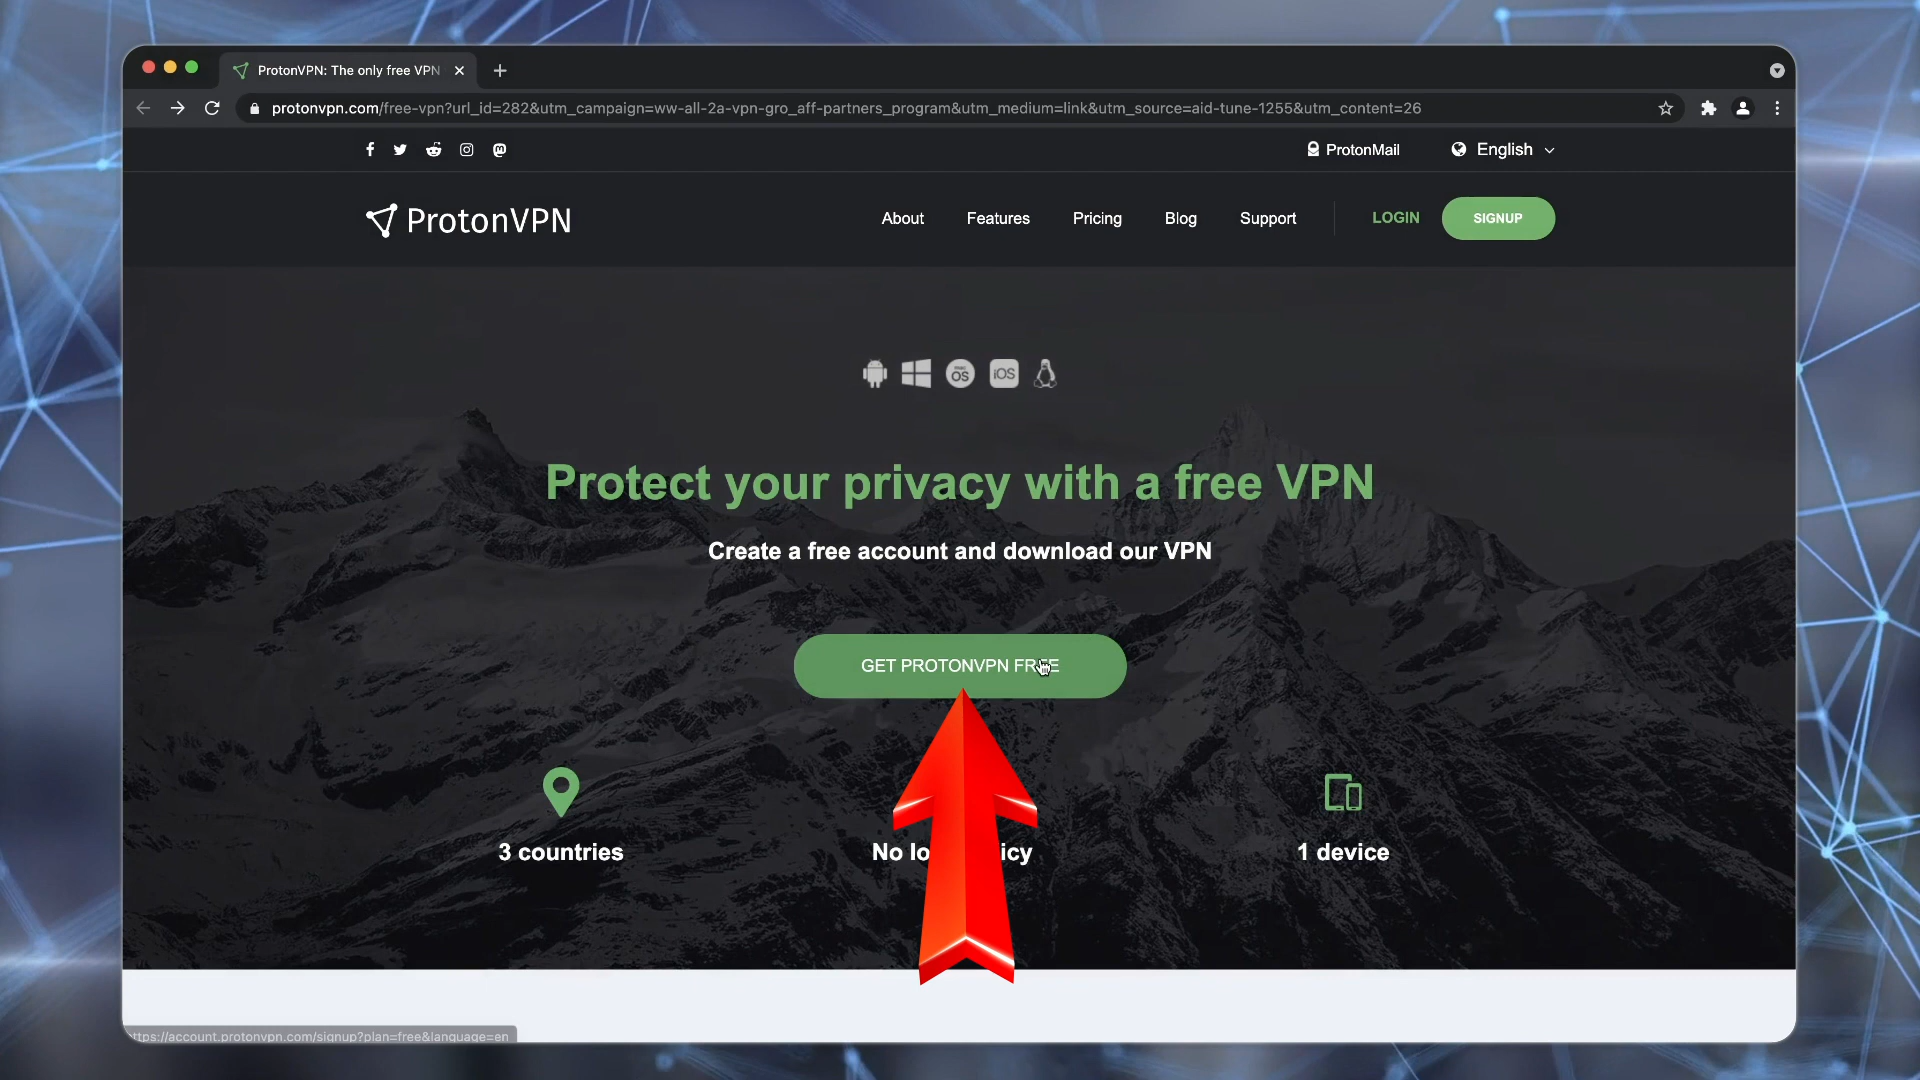 ProtonVPN: The only free VPN
protonvpn.com/free-vpn?url_id=282&utm_campaign=ww-all-2a-vpn-gro_aff-partners_program&utm_medium=link&utm_source=aid-tune-1255&utm_content=26
ProtonMail
English
ProtonVPN
About
Features
Pricing
Blog
Support
LOGIN
SIGNUP
mac
OS
iOS
Protect your privacy with a free VPN
Create a free account and download our VPN
GET PROTONVPN FREE
3 countries
No
1 device
ttps://account.protonvpn.com/signup?plan=free&language=en